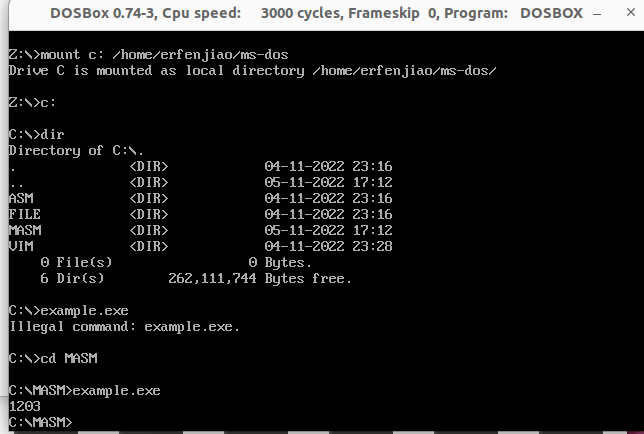 DOSBox 0.74-3, Cpu speed: 3000 cycles, Frameskip 0, Program: DOSBOX
Z:\>mount c: /home/erfenjiao/ms-dos
Drive C is mounted as local directory /home/erfenjiao/ms-dos/
Z:\>c:
C:\>dir
Directory of C:\.
. <DIR> 04-11-2022 23:16
.. <DIR> 05-11-2022 17:12
ASM <DIR> 04-11-2022 23:16
FILE <DIR> 04-11-2022 23:16
MASM <DIR> 05-11-2022 17:12
VIM <DIR> 04-11-2022 23:28
0 File(s) 0 Bytes.
6 Dir(s) 262,111,744 Bytes free.
C:\>example.exe
Illegal command: example.exe.
C:\>cd MASM
C:\MASM>example.exe
1203
C:\MASM>